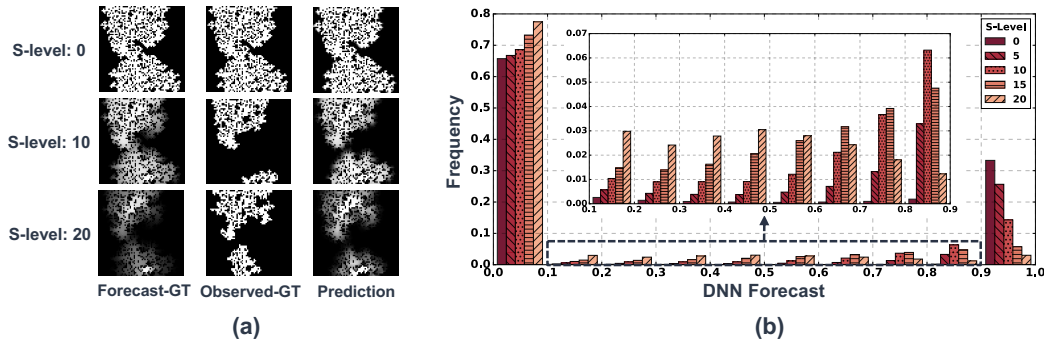 S-level: 0
S-level: 10
S-level: 20
Forecast-GT Observed-GT Prediction
(a)
Frequency
0.8
0.7
0.6
0.5
0.4
0.3
0.2
0.1
0.0
0.0 0.1 0.2 0.3 0.4 0.5 0.6 0.7 0.8 0.9 1.0
DNN Forecast
0.07
0.06
0.05
0.04
0.03
0.02
0.01
0.00
0.1 0.2 0.3 0.4 0.5 0.6 0.7 0.8 0.9
S-Level
0
5
10
15
20
(b)